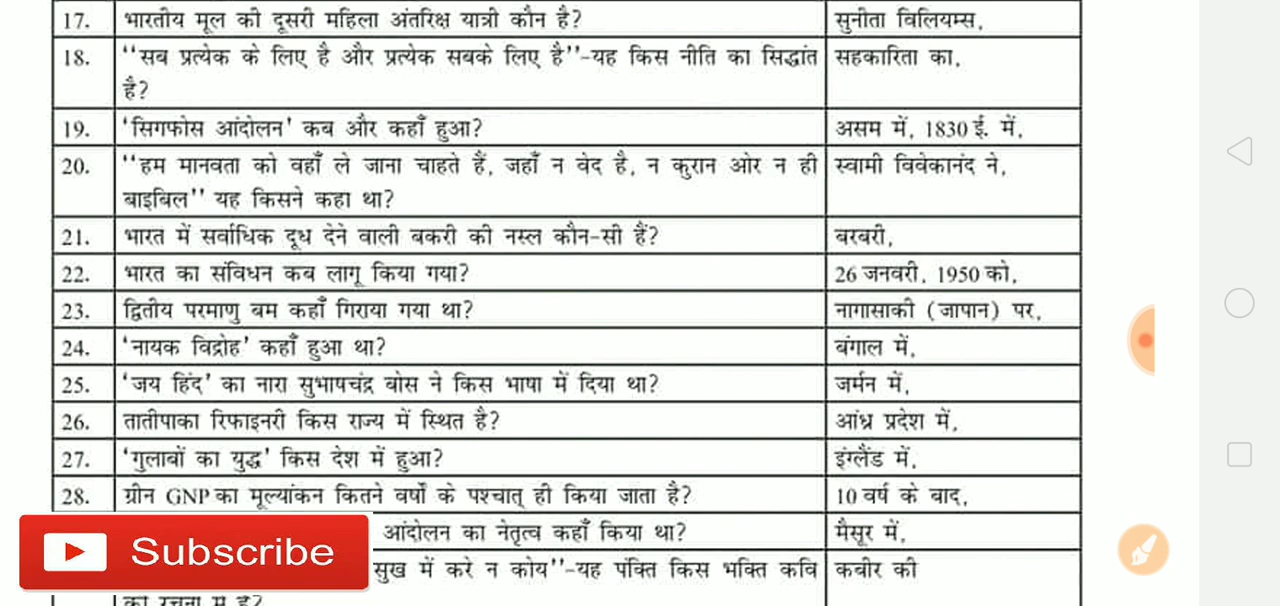 17. भारतीय मूल की दूसरी महिला अंतरिक्ष यात्री कौन है? सुनीता विलियम्स,
18. ‘‘सब प्रत्येक के लिए है और प्रत्येक सबके लिए है’’-यह किस नीति का सिद्धांत सहकारिता का,
है?
19. ‘सिगफोस आंदोलन’ कब और कहाँ हुआ? असम में, 1830 ई. में,
20. ‘‘हम मानवता को वहाँ ले जाना चाहते हैं, जहाँ न वेद है, न कुरान ओर न ही स्वामी विवेकानंद ने,
बाइबिल’’ यह किसने कहा था?
21. भारत में सर्वाधिक दूध देने वाली बकरी की नस्ल कौन-सी हैं? बरबरी,
22. भारत का संविधन कब लागू किया गया? 26 जनवरी, 1950 को,
23. द्वितीय परमाणु बम कहाँ गिराया गया था? नागासाकी (जापान) पर,
24. ‘नायक विद्रोह’ कहाँ हुआ था? बंगाल में,
25. ‘जय हिंद’ का नारा सुभाषचंद्र बोस ने किस भाषा में दिया था? जर्मन में,
26. तातीपाका रिफाइनरी किस राज्य में स्थित है? आंध्र प्रदेश में,
27. ‘गुलाबों का युद्ध’ किस देश में हुआ? इंग्लैंड में,
28. ग्रीन GNP का मूल्यांकन कितने वर्षों के पश्चात् ही किया जाता है? 10 वर्ष के बाद,
आंदोलन का नेतृत्व कहाँ किया था? मैसूर में,
Subscribe
सुख में करे न कोय’’-यह पंक्ति किस भक्ति कवि कबीर की
की रचना में है?